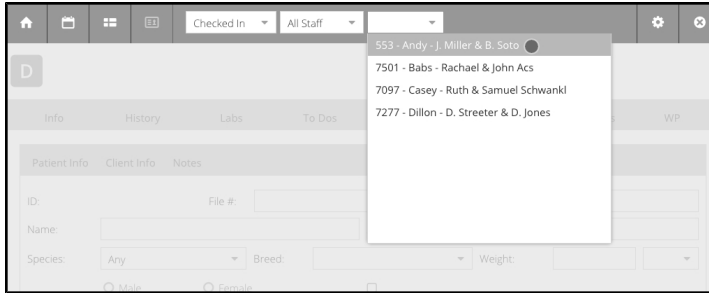 Checked In All Staff
553 - Andy - J. Miller & B. Soto
7501 - Babs - Rachael & John Acs
7097 - Casey - Ruth & Samuel Schwankl
7277 - Dillon - D. Streeter & D. Jones
D
Info History Labs To Dos WP
Patient Info Client Info Notes
ID: File #:
Name:
Species: Any Breed: Weight:
Male Female